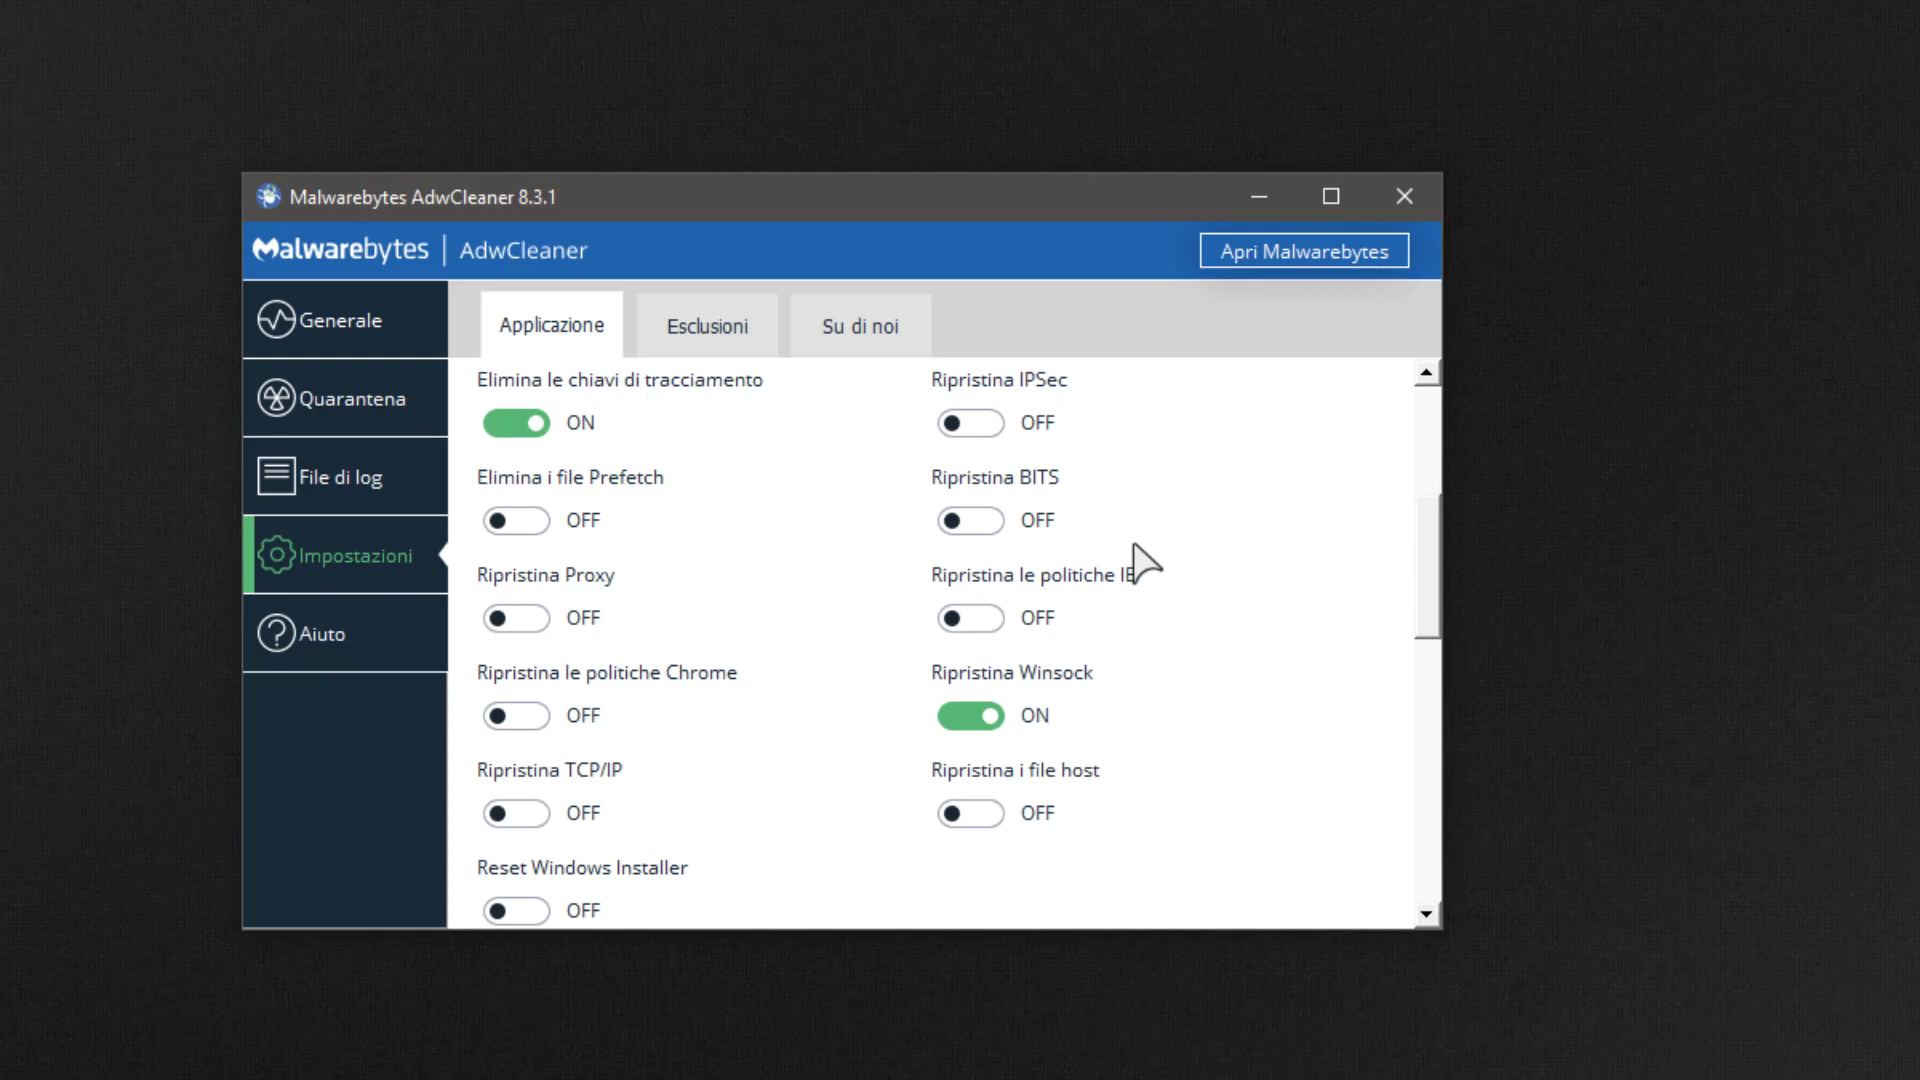 Malwarebytes AdwCleaner 8.3.1
Malwarebytes | AdwCleaner
Apri Malwarebytes
Generale
Quarantena
File di log
Impostazioni
Aiuto
Applicazione
Esclusioni
Su di noi
Elimina le chiavi di tracciamento
ON
Ripristina IPSec
OFF
Elimina i file Prefetch
OFF
Ripristina BITS
OFF
Ripristina Proxy
OFF
Ripristina le politiche
OFF
Ripristina le politiche Chrome
OFF
Ripristina Winsock
ON
Ripristina TCP/IP
OFF
Ripristina i file host
OFF
Reset Windows Installer
OFF